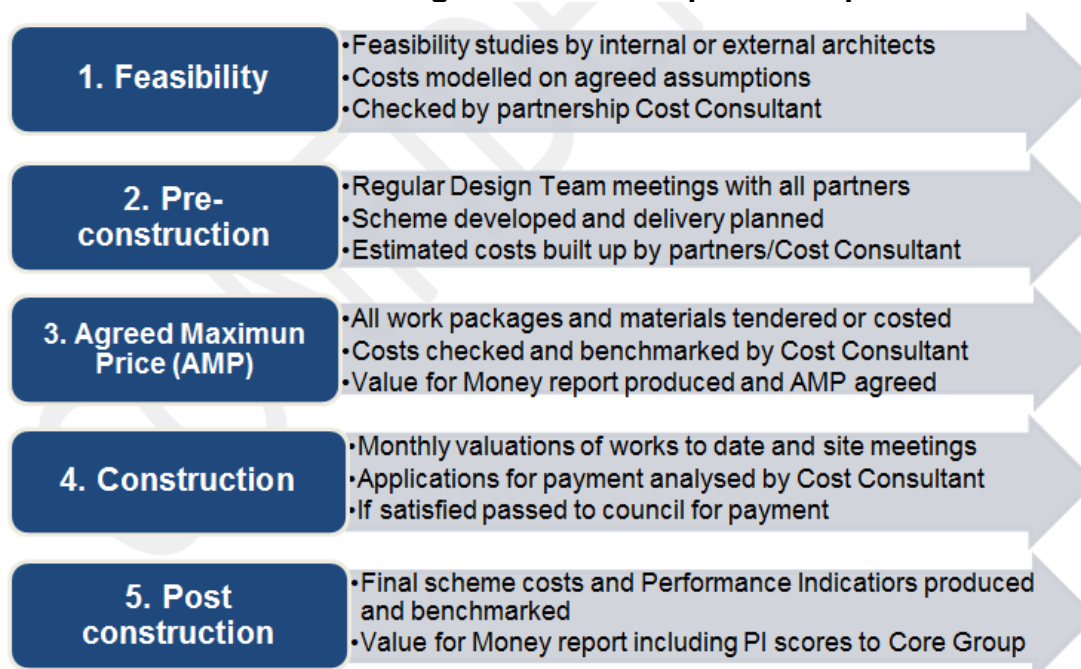 1. Feasibility
•Feasibility studies by internal or external architects
•Costs modelled on agreed assumptions
•Checked by partnership Cost Consultant
2. Pre-
construction
•Regular Design Team meetings with all partners
•Scheme developed and delivery planned
•Estimated costs built up by partners/Cost Consultant
3. Agreed Maximun
Price (AMP)
•All work packages and materials tendered or costed
•Costs checked and benchmarked by Cost Consultant
•Value for Money report produced and AMP agreed
4. Construction
•Monthly valuations of works to date and site meetings
•Applications for payment analysed by Cost Consultant
•If satisfied passed to council for payment
5. Post
construction
•Final scheme costs and Performance Indicatiors produced
and benchmarked
•Value for Money report including PI scores to Core Group